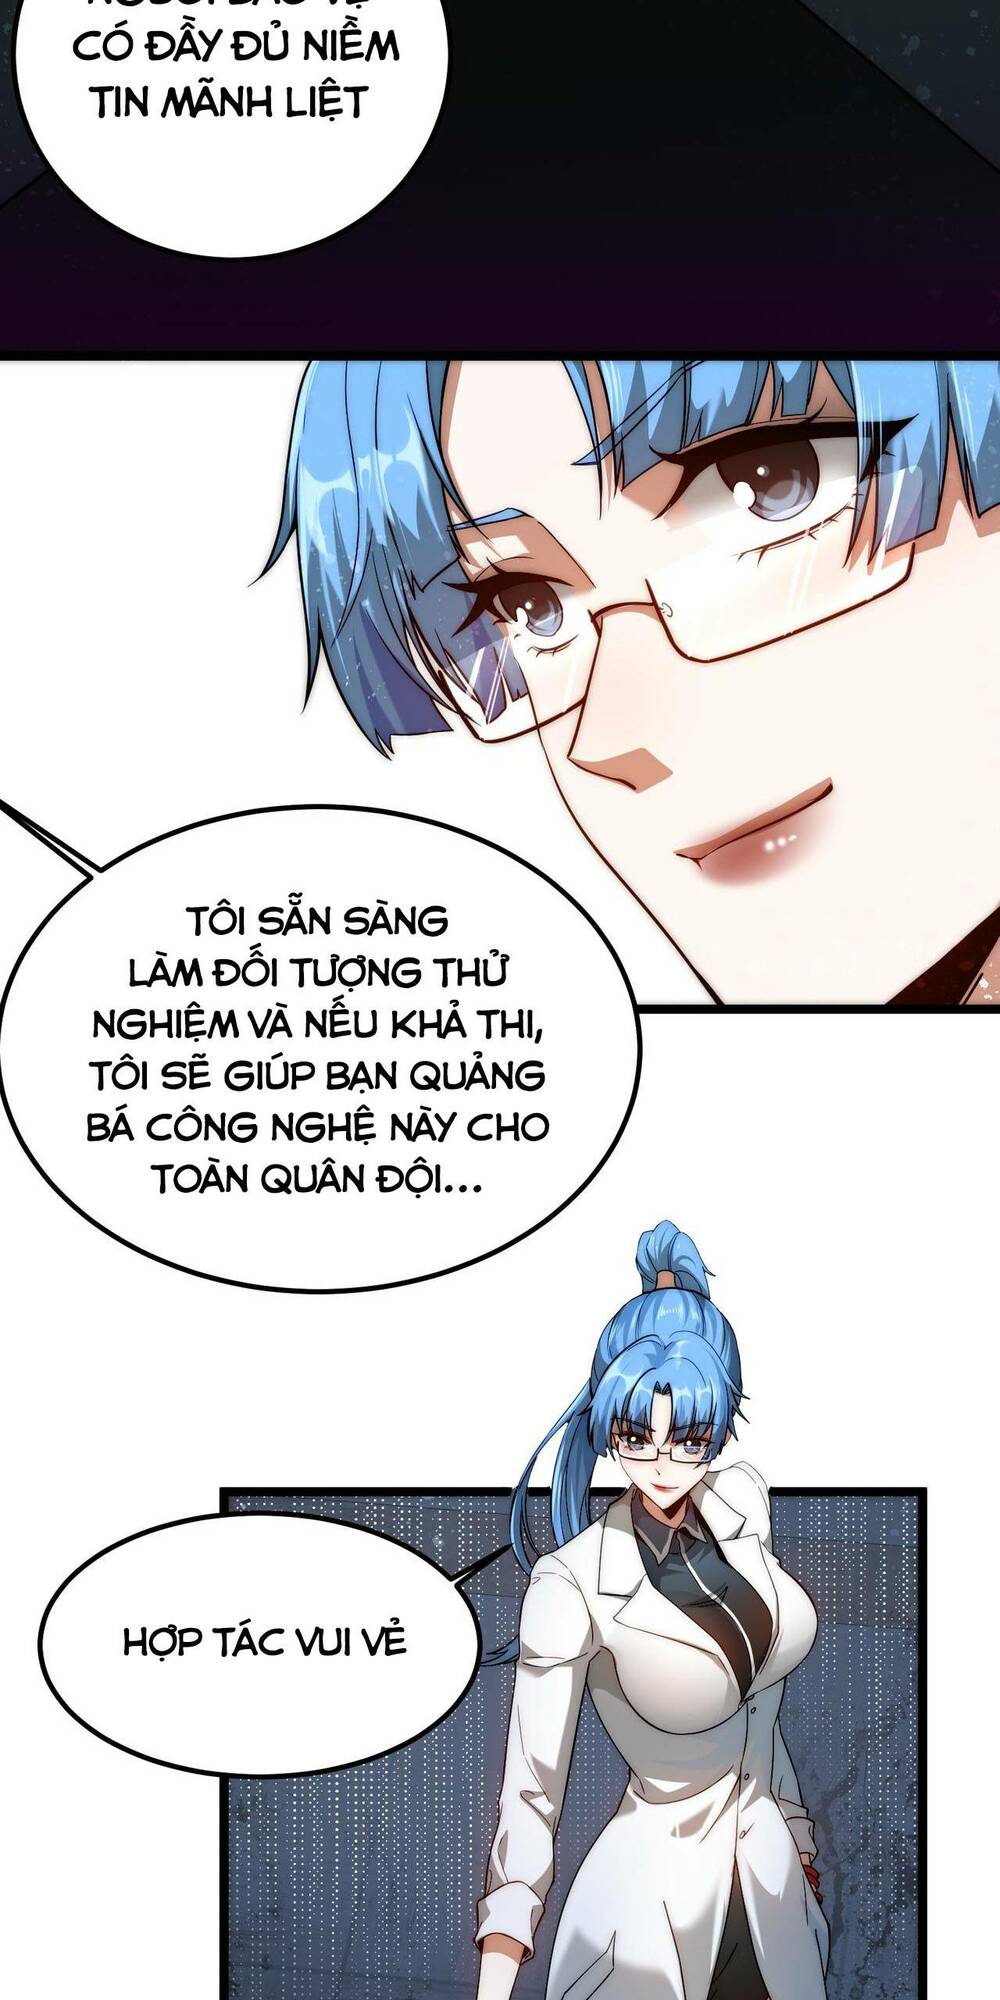 CÓ ĐẦY ĐỦ NIỀM
TIN MÃNH LIỆT
TÔI SẴN SÀNG
LÀM ĐỐI TƯỢNG THỬ
NGHIỆM VÀ NẾU KHẢ THI,
TÔI SẼ GIÚP BẠN QUẢNG
BÁ CÔNG NGHỆ NÀY CHO
TOÀN QUÂN ĐỘI...
HỢP TÁC VUI VẺ